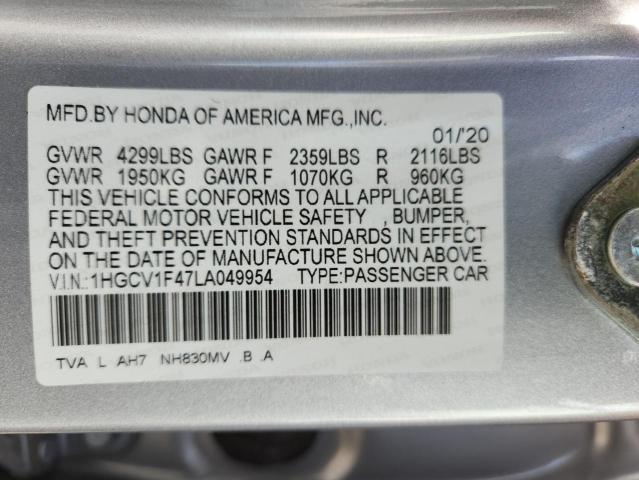 MFD.BY HONDA OF AMERICA MFG.,INC.
01/'20
GVWR 4299LBS GAWR F 2359LBS R 2116LBS
GVWR 1950KG GAWR F 1070KG R 960KG
THIS VEHICLE CONFORMS TO ALL APPLICABLE
FEDERAL MOTOR VEHICLE SAFETY , BUMPER,
AND THEFT PREVENTION STANDARDS IN EFFECT
ON THE DATE OF MANUFACTURE SHOWN ABOVE.
V.I.N.:1HGCV1F47LA049954 TYPE:PASSENGER CAR
TVA L AH7 NH830MV .B .A